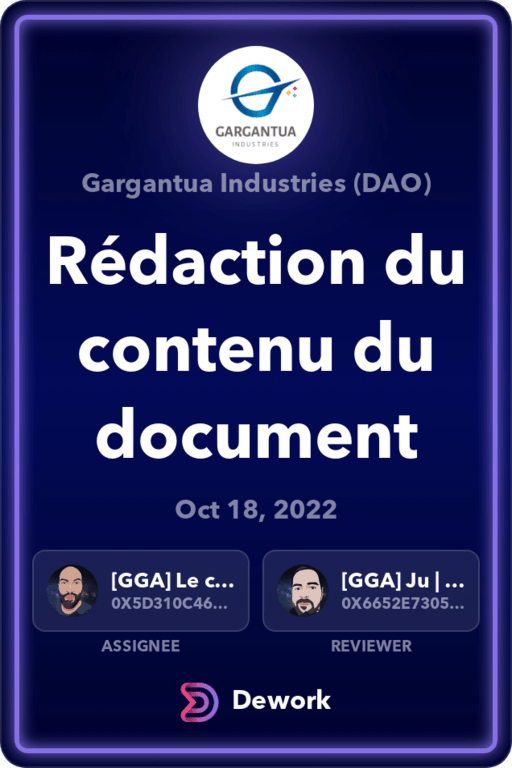 GARGANTUA
INDUSTRIES
Gargantua Industries (DAO)
Rédaction du
contenu du
document
Oct 18, 2022
[GGA] Le c...
0X5D310C46...
[GGA] Ju | ...
0X6652E7305...
ASSIGNEE
REVIEWER
Dework